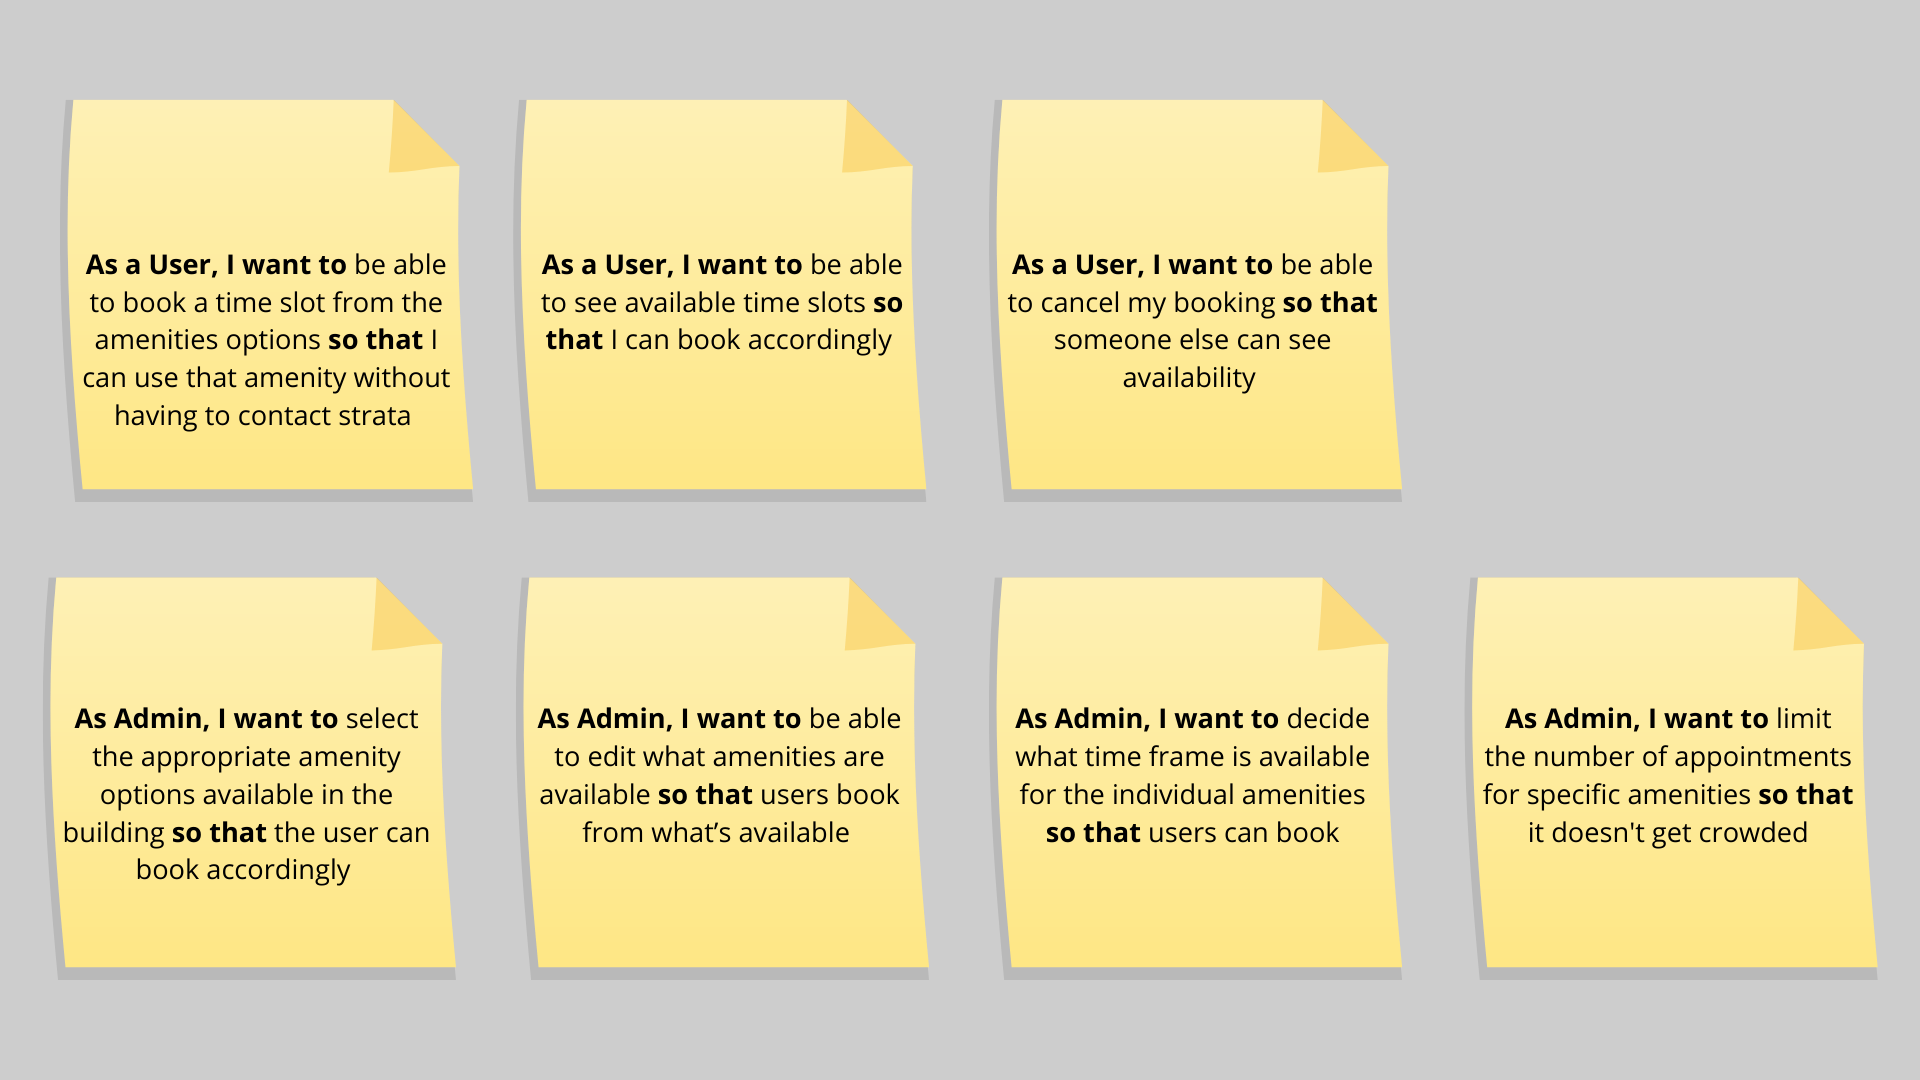 As a User, I want to be able
to book a time slot from the
amenities options so that I
can use that amenity without
having to contact strata
As a User, I want to be able
to see available time slots so
that I can book accordingly
As a User, I want to be able
to cancel my booking so that
someone else can see
availability
As Admin, I want to select
the appropriate amenity
options available in the
building so that the user can
book accordingly
As Admin, I want to be able
to edit what amenities are
available so that users book
from what’s available
As Admin, I want to decide
what time frame is available
for the individual amenities
so that users can book
As Admin, I want to limit
the number of appointments
for specific amenities so that
it doesn't get crowded